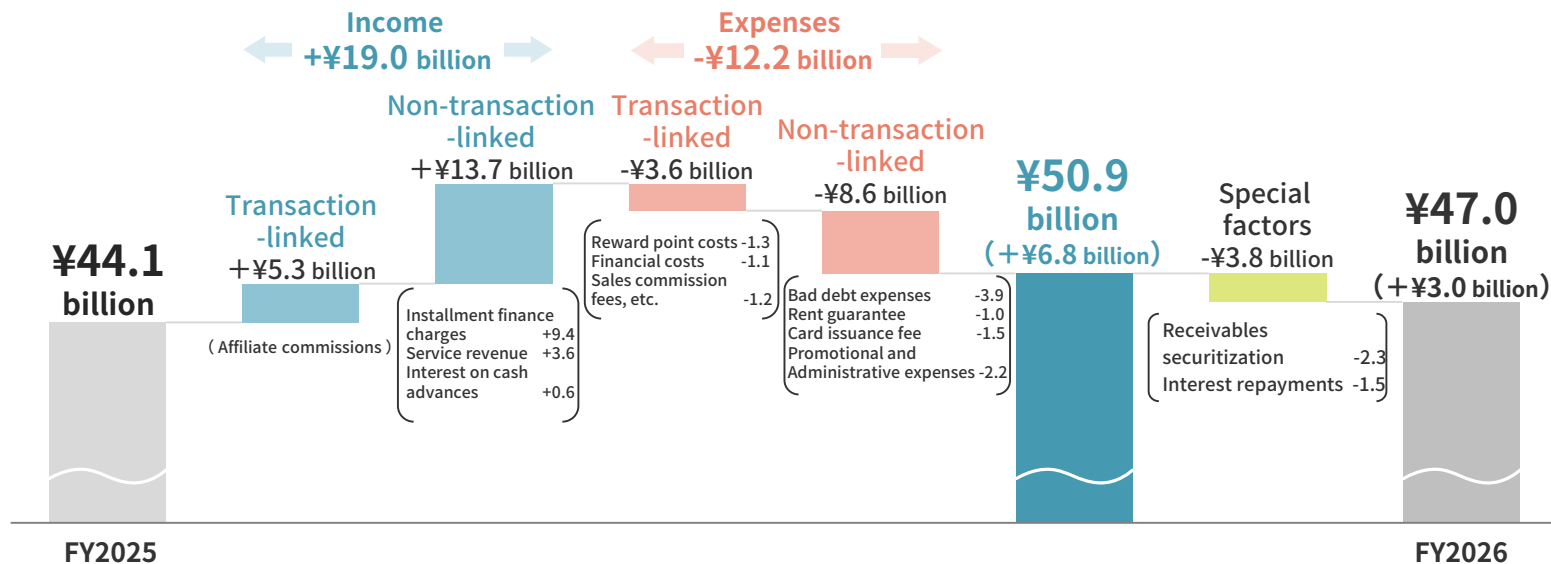 Income
+¥19.0 billion
Expenses
-¥12.2 billion
¥44.1
billion
Transaction
-linked
+¥5.3 billion
( Affiliate commissions )
Non-transaction
-linked
+¥13.7 billion
Installment finance
charges +9.4
Service revenue +3.6
Interest on cash
advances +0.6
Transaction
-linked
-¥3.6 billion
Reward point costs -1.3
Financial costs -1.1
Sales commission
fees, etc. -1.2
Non-transaction
-linked
-¥8.6 billion
Bad debt expenses -3.9
Rent guarantee -1.0
Card issuance fee -1.5
Promotional and
Administrative expenses -2.2
¥50.9
billion
(+¥6.8 billion)
Special
factors
-¥3.8 billion
Receivables
securitization -2.3
Interest repayments -1.5
¥47.0
billion
(+¥3.0 billion)
FY2025
FY2026